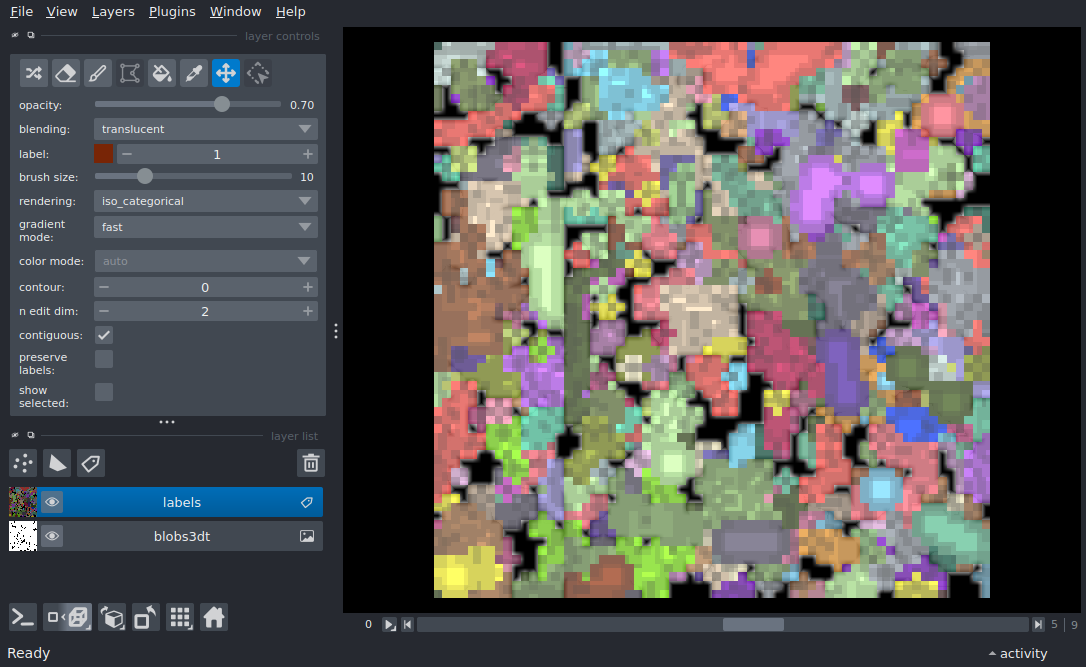 File View Layers Plugins Window Help
layer controls
opacity: 0.70
blending: translucent
label: 1
brush size: 10
rendering: iso_categorical
gradient
mode: fast
color mode: auto
contour: 0
n edit dim: 2
contiguous:
preserve
labels:
show
selected:
layer list
labels
blobs3dt
0 5 | 9
Ready activity